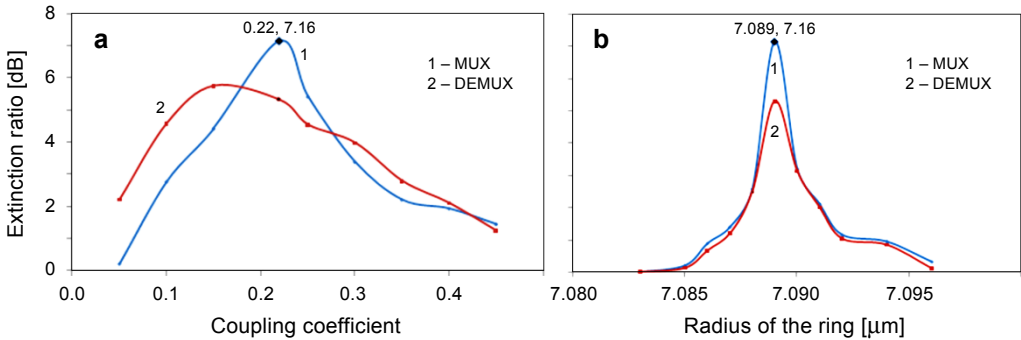 8
6
4
2
0
Extinction ratio [dB]
a
0.22, 7.16
1
2
1 – MUX
2 – DEMUX
0.0
0.1
0.2
0.3
0.4
Coupling coefficient
b
7.089, 7.16
1
2
1 – MUX
2 – DEMUX
7.080
7.085
7.090
7.095
Radius of the ring [μm]